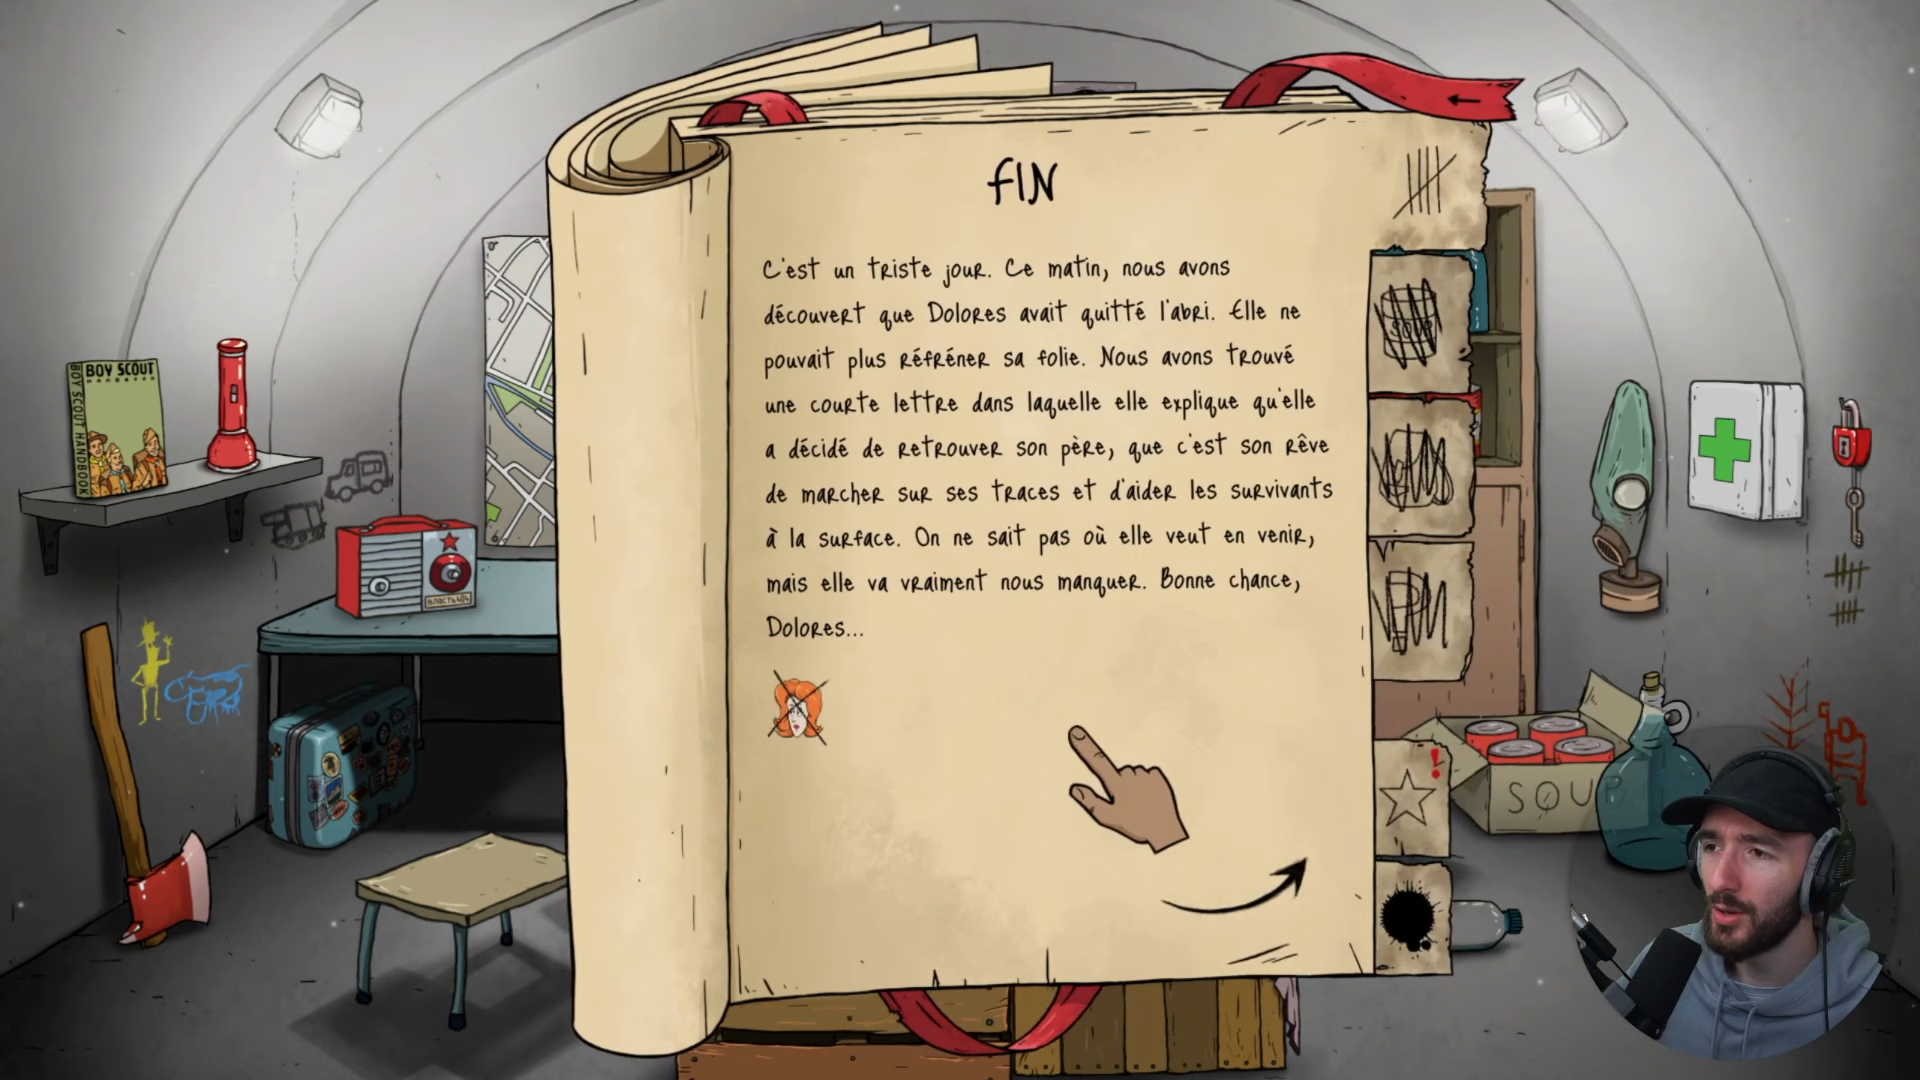 FIN
C'est un triste jour. Ce matin, nous avons
découvert que Dolores avait quitté l'abri. Elle ne
pouvait plus réfréner sa folie. Nous avons trouvé
une courte lettre dans laquelle elle explique qu'elle
a décidé de retrouver son père, que c'est son rêve
de marcher sur ses traces et d'aider les survivants
à la surface. On ne sait pas où elle veut en venir,
mais elle va vraiment nous manquer. Bonne chance,
Dolores...
BOY SCOUT
HANDBOOK
BOY SCOUT HANDBOOK
SOUP
!